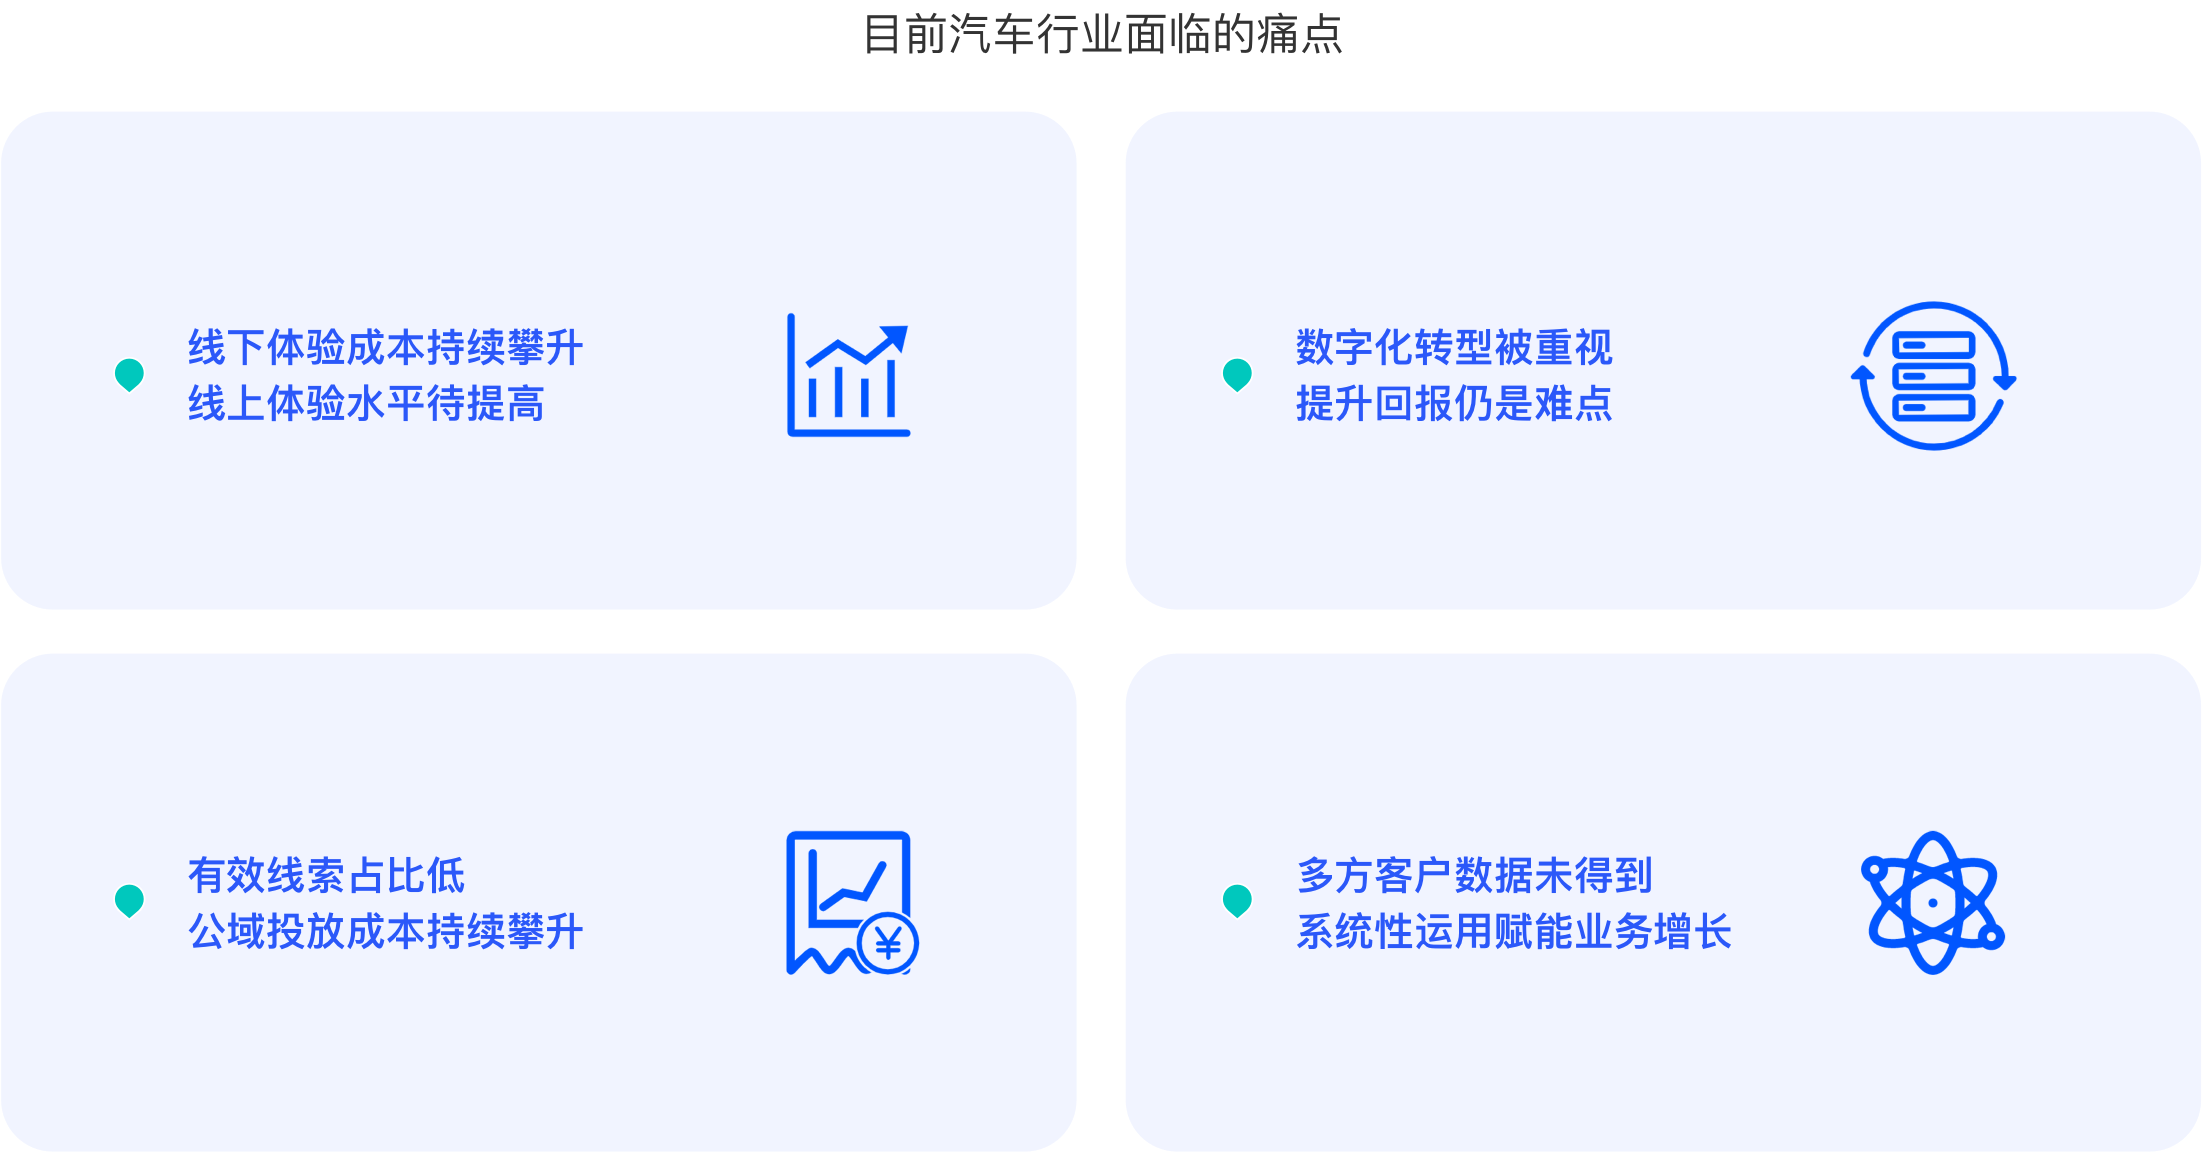 目前汽车行业面临的痛点
线下体验成本持续攀升
线上体验水平待提高
数字化转型被重视
提升回报仍是难点
有效线索占比低
公域投放成本持续攀升
多方客户数据未得到
系统性运用赋能业务增长
¥